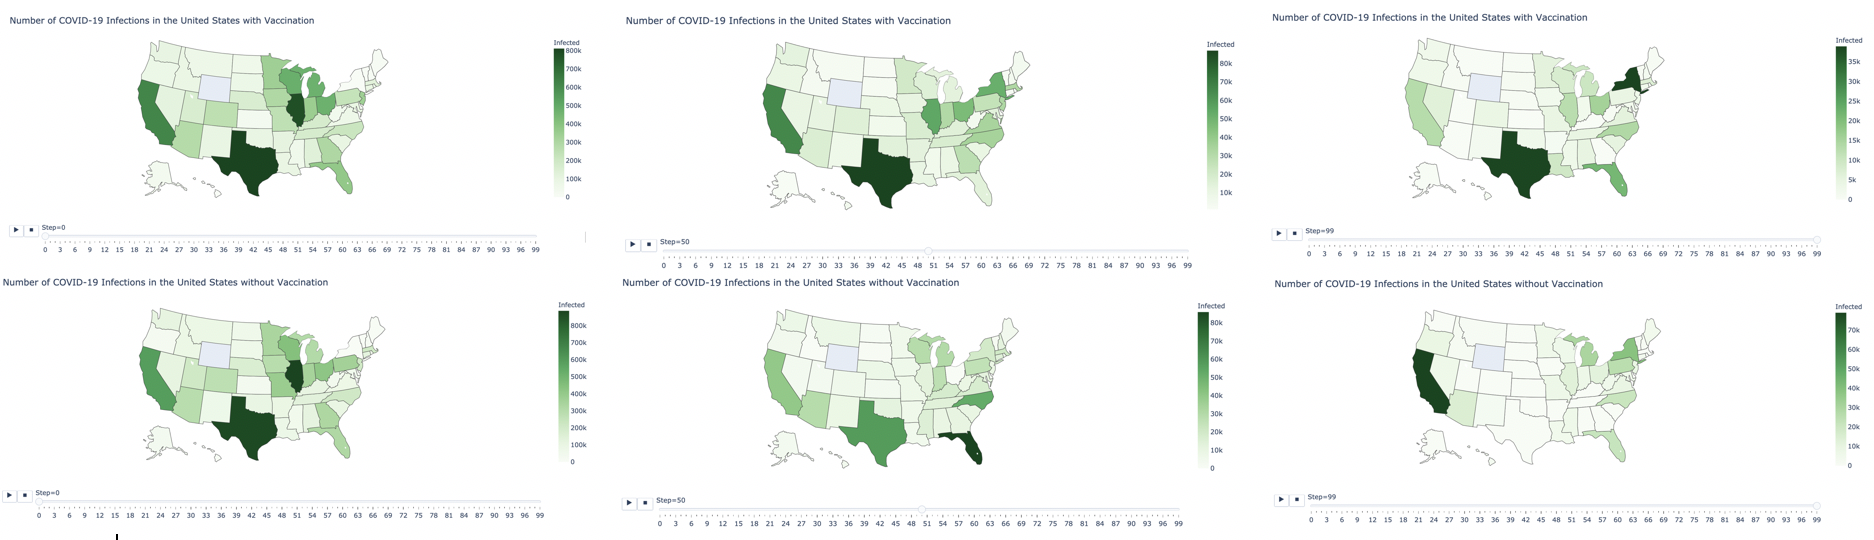 Number of COVID-19 Infections in the United States with Vaccination
Infected
800k
700k
600k
500k
400k
300k
200k
100k
0
Step=0
0 3 6 9 12 15 18 21 24 27 30 33 36 39 42 45 48 51 54 57 60 63 66 69 72 75 78 81 84 87 90 93 96 99
Number of COVID-19 Infections in the United States with Vaccination
Infected
80k
70k
60k
50k
40k
30k
20k
10k
Step=50
0 3 6 9 12 15 18 21 24 27 30 33 36 39 42 45 48 51 54 57 60 63 66 69 72 75 78 81 84 87 90 93 96 99
Number of COVID-19 Infections in the United States with Vaccination
Infected
35k
30k
25k
20k
15k
10k
5k
0
Step=99
0 3 6 9 12 15 18 21 24 27 30 33 36 39 42 45 48 51 54 57 60 63 66 69 72 75 78 81 84 87 90 93 96 99
Number of COVID-19 Infections in the United States without Vaccination
Infected
800k
700k
600k
500k
400k
300k
200k
100k
0
Step=0
0 3 6 9 12 15 18 21 24 27 30 33 36 39 42 45 48 51 54 57 60 63 66 69 72 75 78 81 84 87 90 93 96 99
Number of COVID-19 Infections in the United States without Vaccination
Infected
80k
70k
60k
50k
40k
30k
20k
10k
0
Step=50
0 3 6 9 12 15 18 21 24 27 30 33 36 39 42 45 48 51 54 57 60 63 66 69 72 75 78 81 84 87 90 93 96 99
Number of COVID-19 Infections in the United States without Vaccination
Infected
70k
60k
50k
40k
30k
20k
10k
0
Step=99
0 3 6 9 12 15 18 21 24 27 30 33 36 39 42 45 48 51 54 57 60 63 66 69 72 75 78 81 84 87 90 93 96 99